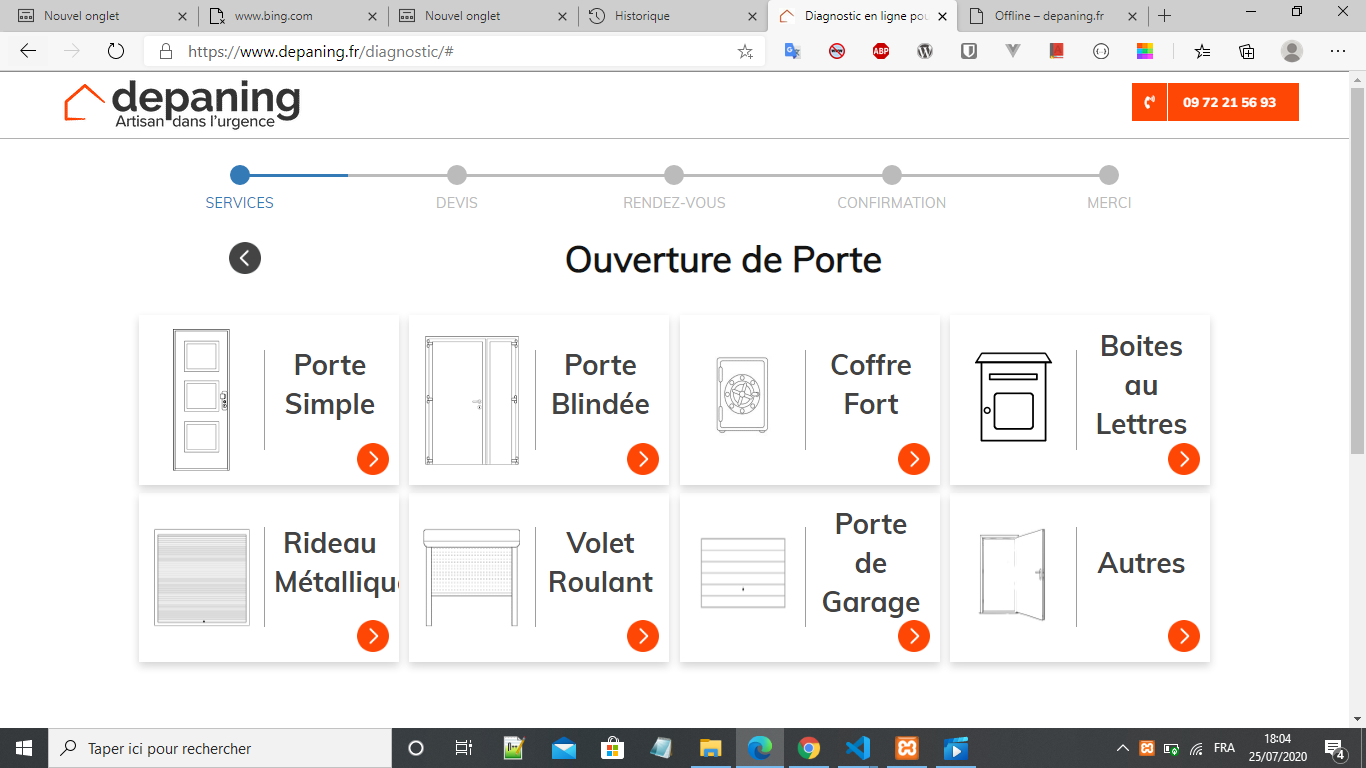 Nouvel onglet
www.bing.com
Nouvel onglet
Historique
Diagnostic en ligne pou
Offline – depaning.fr
https://www.depaning.fr/diagnostic/#
ABP
depaning
Artisan dans l'urgence
09 72 21 56 93
SERVICES
DEVIS
RENDEZ-VOUS
CONFIRMATION
MERCI
Ouverture de Porte
Porte
Simple
Porte
Blindée
Coffre
Fort
Boites
au
Lettres
Rideau
Métallique
Volet
Roulant
Porte
de
Garage
Autres
Taper ici pour rechercher
FRA
18:04
25/07/2020
4